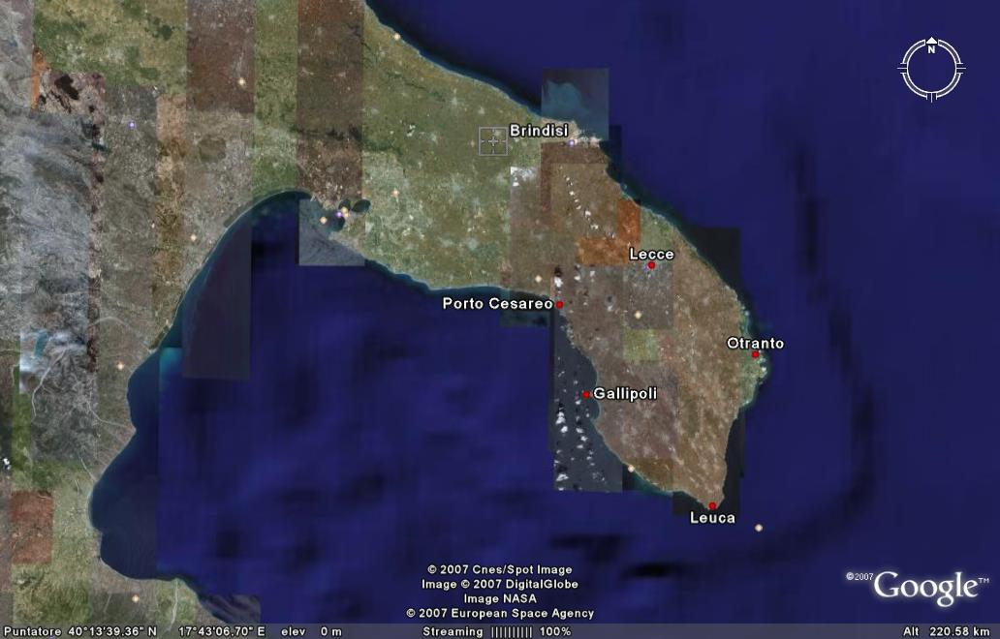 N
Brindisi
Lecce
Porto Cesareo
Otranto
Gallipoli
Leuca
© 2007 Cnes/Spot Image
Image © 2007 DigitalGlobe
Image NASA
© 2007 European Space Agency
©2007 Google™
Puntatore 40°13'39.36" N 17°43'06.70" E elev 0 m Streaming |||||||||| 100% Alt 220.58 km